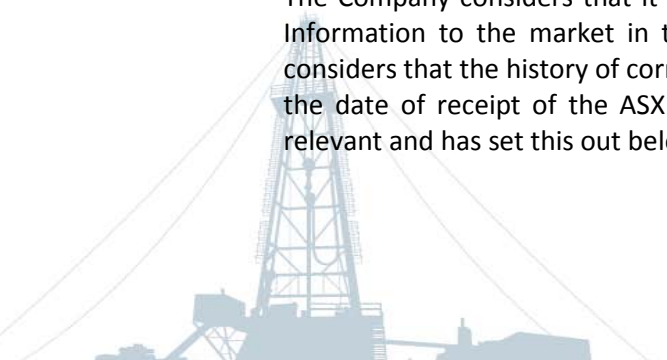 The Company considers that it
Information to the market in t
considers that the history of corr
the date of receipt of the ASX
relevant and has set this out bel